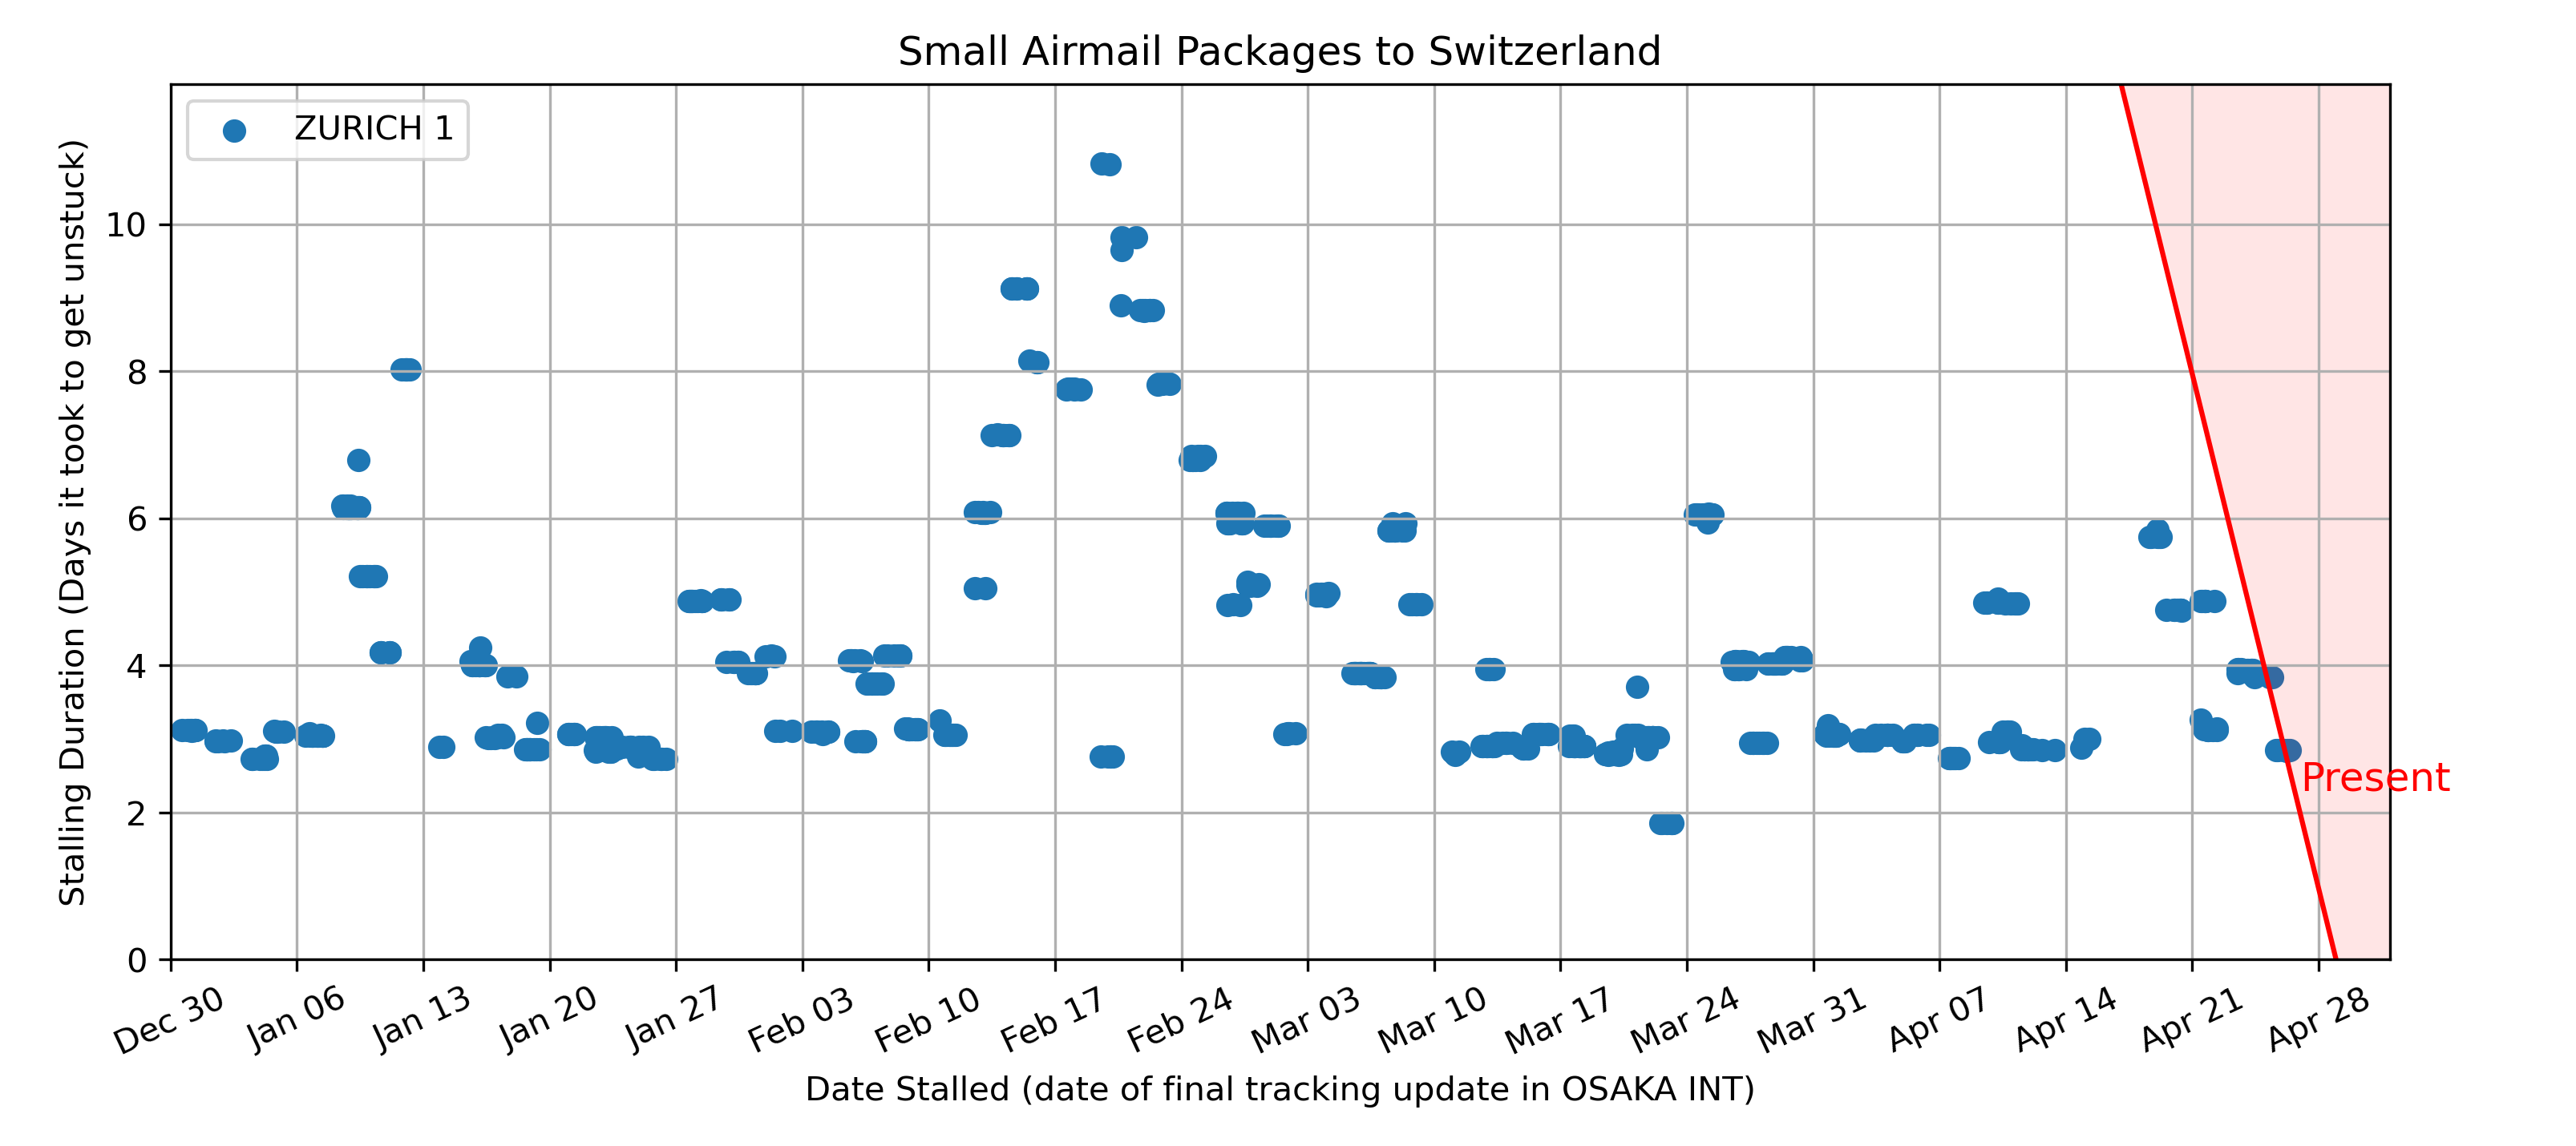 Small Airmail Packages to Switzerland
ZURICH 1
Stalling Duration (Days it took to get unstuck)
10
8
6
4
2
0
Present
Dec 30
Jan 06
Jan 13
Jan 20
Jan 27
Feb 03
Feb 10
Feb 17
Feb 24
Mar 03
Mar 10
Mar 17
Mar 24
Mar 31
Apr 07
Apr 14
Apr 21
Apr 28
Date Stalled (date of final tracking update in OSAKA INT)